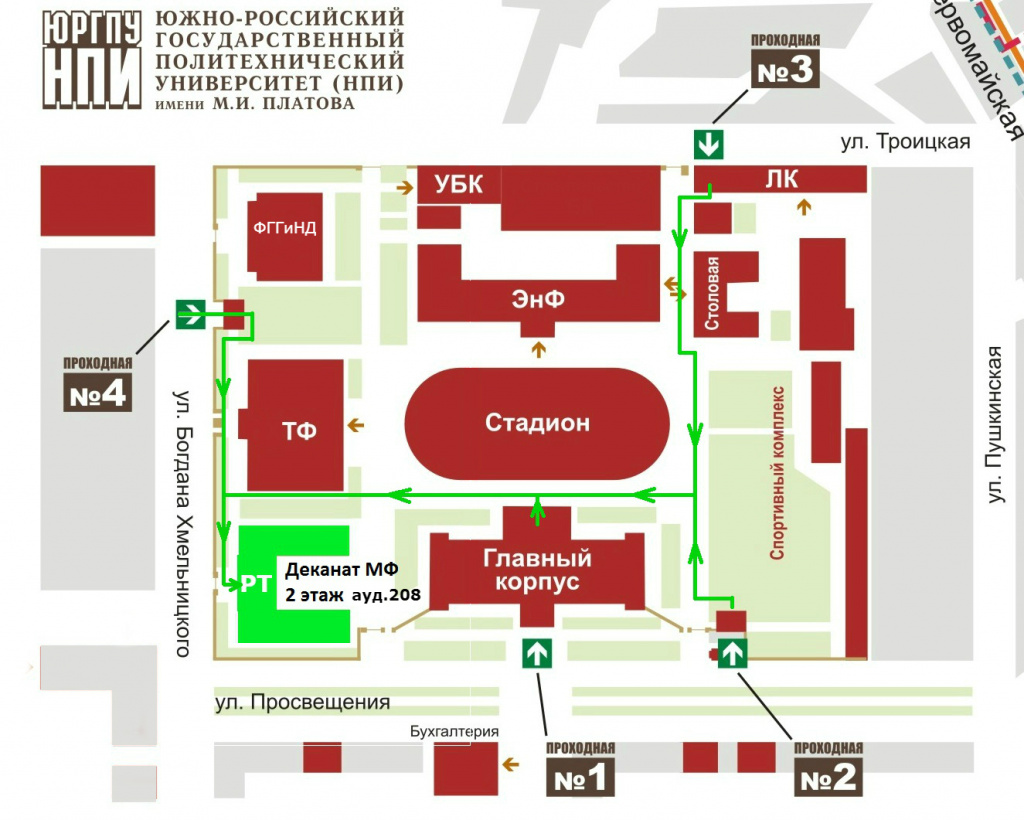 ЮРГПУ
НПИ
ЮЖНО-РОССИЙСКИЙ
ГОСУДАРСТВЕННЫЙ
ПОЛИТЕХНИЧЕСКИЙ
УНИВЕРСИТЕТ (НПИ)
ИМЕНИ М.И. ПЛАТОВА
ПРОХОДНАЯ
№3
ервомайская
ул. Троицкая
УБК
ЛК
ФГГиНД
ЭнФ
Столовая
ПРОХОДНАЯ
№4
ул. Богдана Хмельницкого
ТФ
Стадион
Спортивный комплекс
ул. Пушкинская
Главный
корпус
РТ
Деканат МФ
2 этаж ауд.208
ул. Просвещения
Бухгалтерия
ПРОХОДНАЯ
№1
ПРОХОДНАЯ
№2